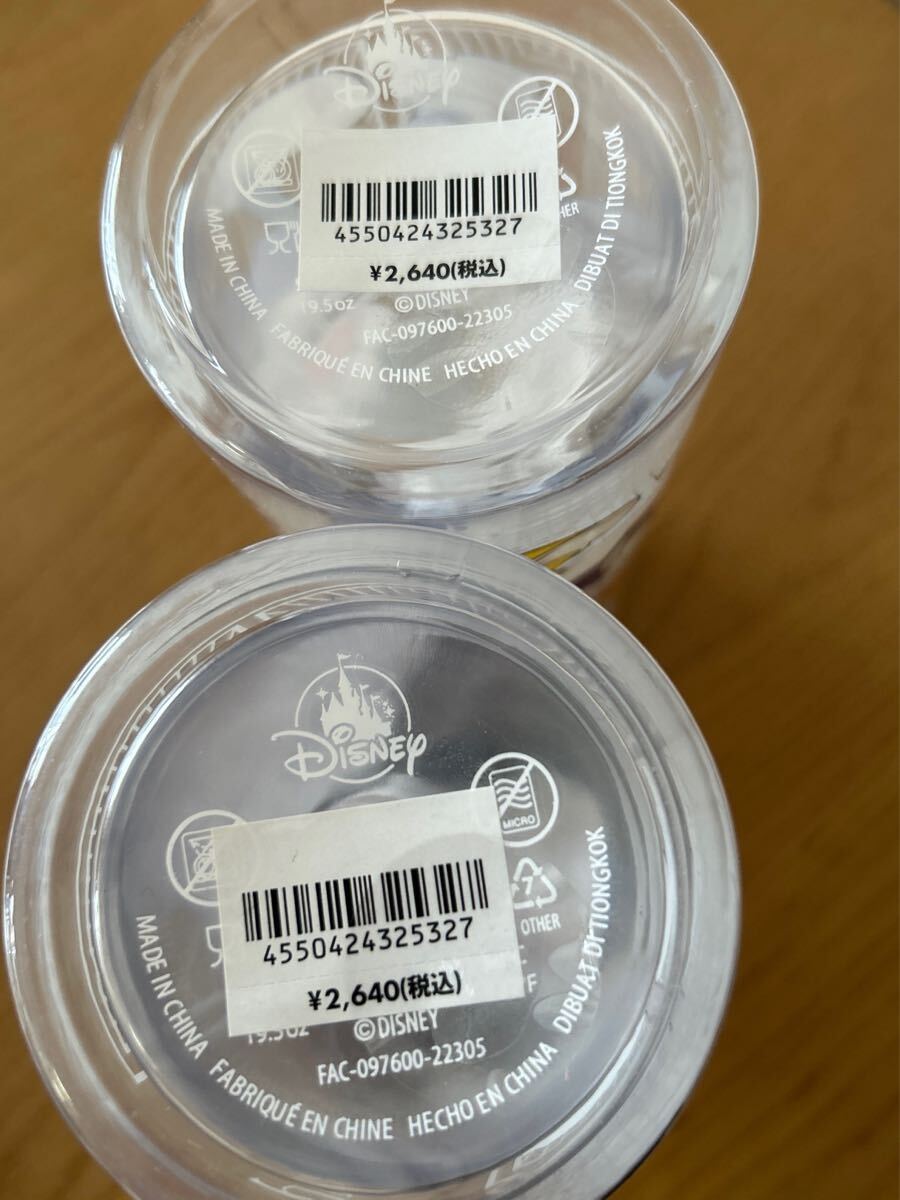 DISNEY
4550424325327
¥2,640(税込)
19.5oz
©DISNEY
FAC-097600-22305
MADE IN CHINA FABRIQUÉ EN CHINE HECHO EN CHINA DIBUAT DI TIONGKOK
DISNEY
MICRO
7
OTHER
4550424325327
¥2,640(税込)
19.5oz
©DISNEY
FAC-097600-22305
MADE IN CHINA FABRIQUÉ EN CHINE HECHO EN CHINA DIBUAT DI TIONGKOK